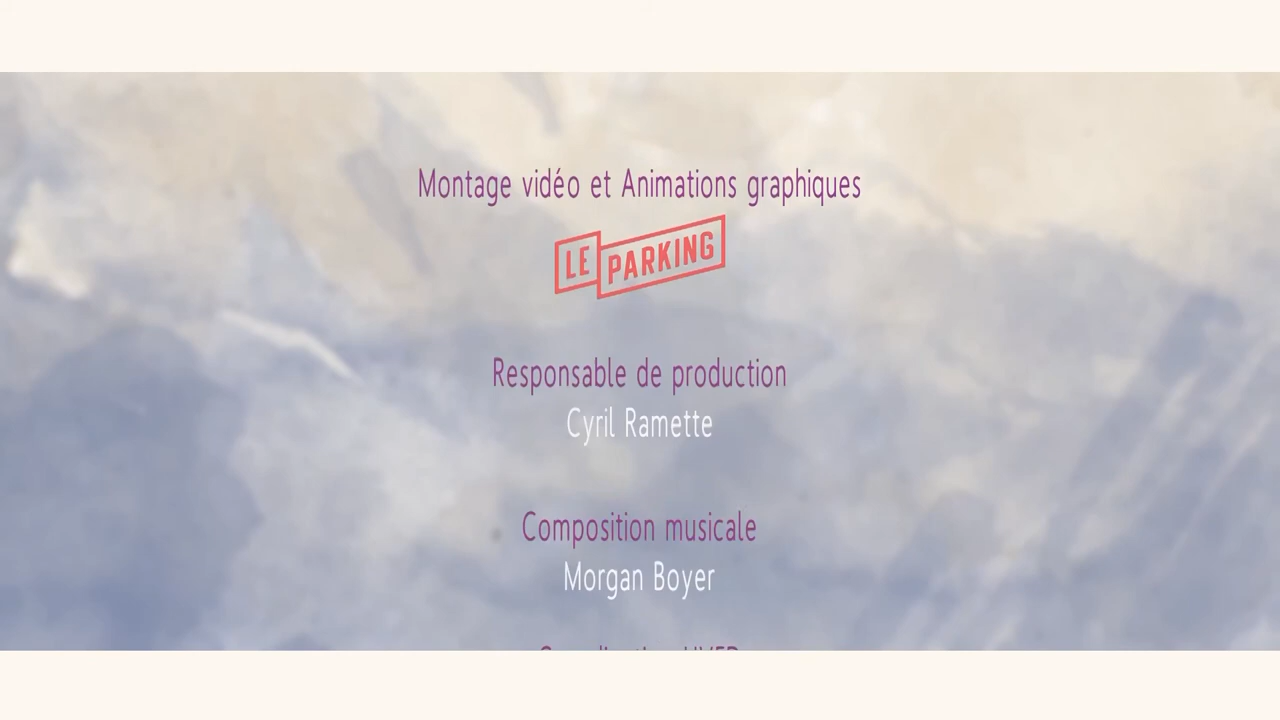 Montage vidéo et Animations graphiques
LE PARKING
Responsable de production
Cyril Ramette
Composition musicale
Morgan Boyer